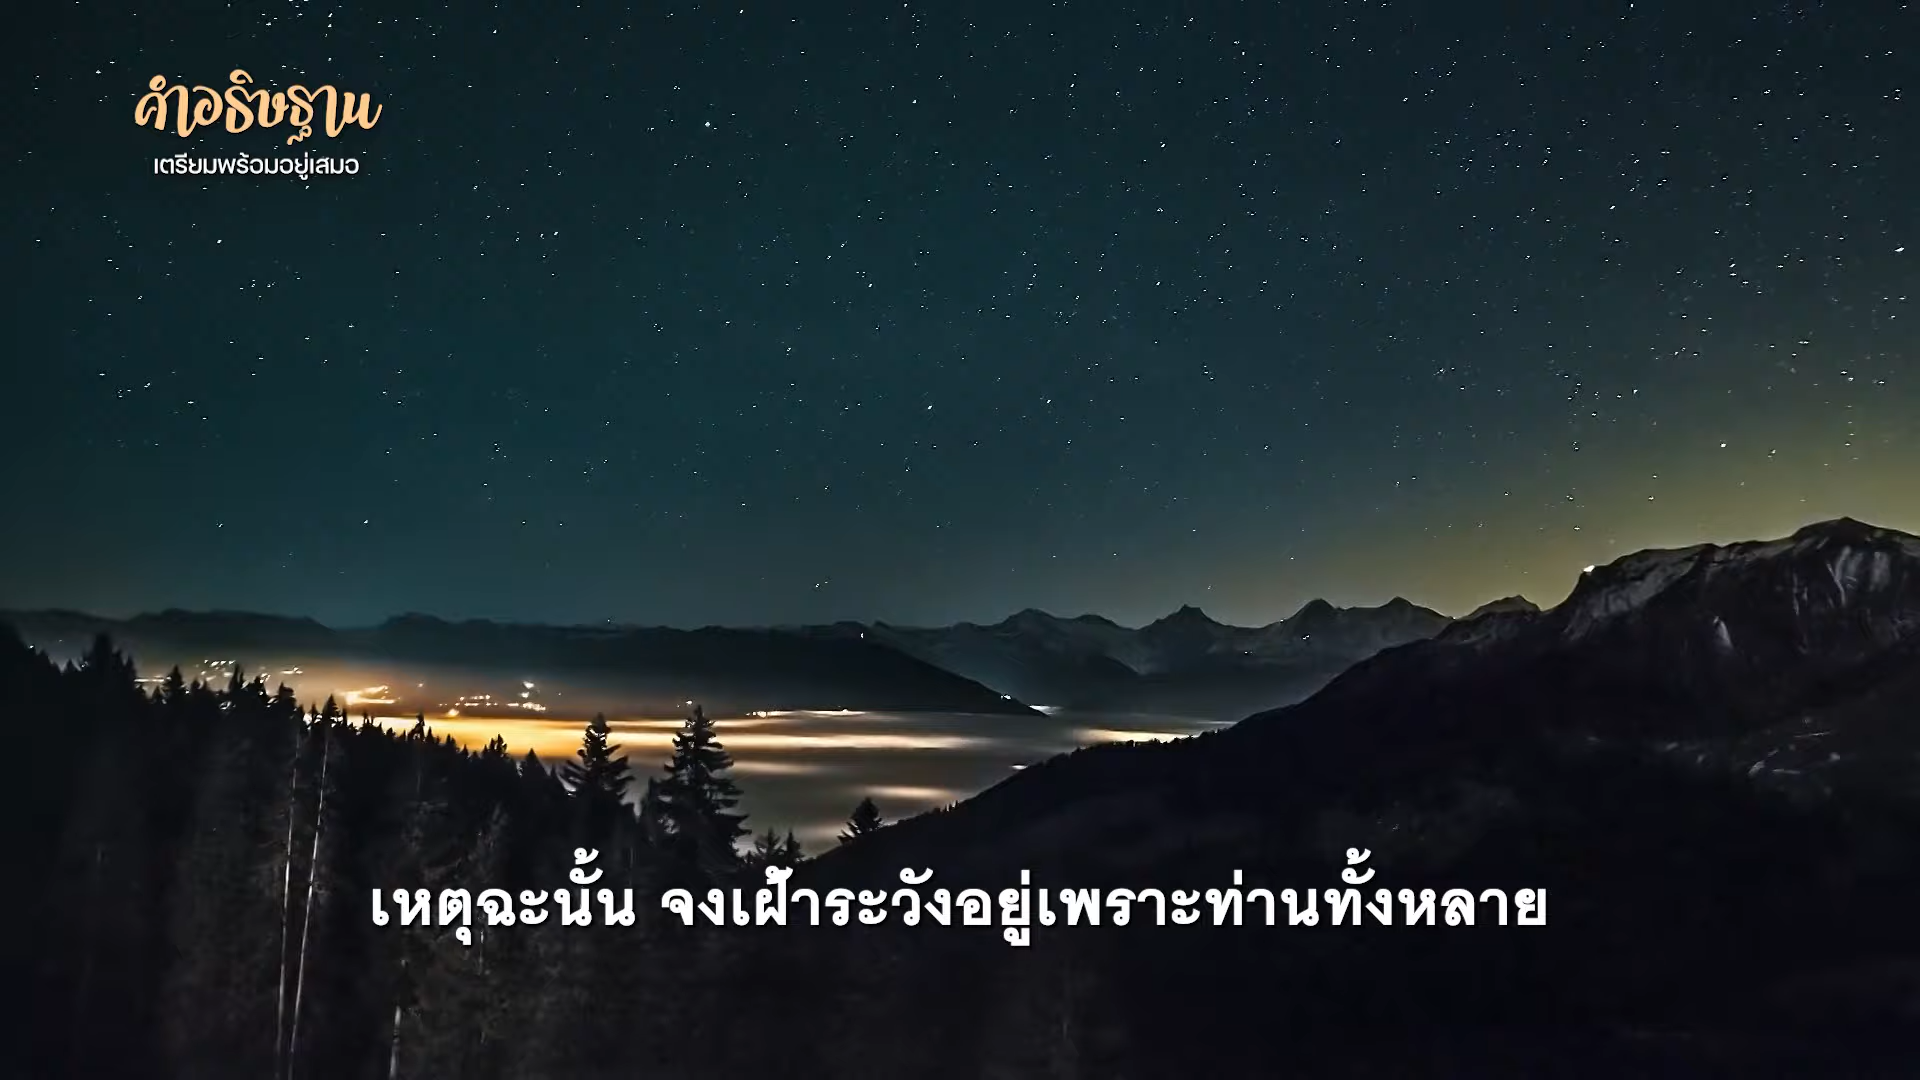 คำอธิษฐาน
เตรียมพร้อมอยู่เสมอ
เหตุฉะนั้น จงเฝ้าระวังอยู่เพราะท่านทั้งหลาย